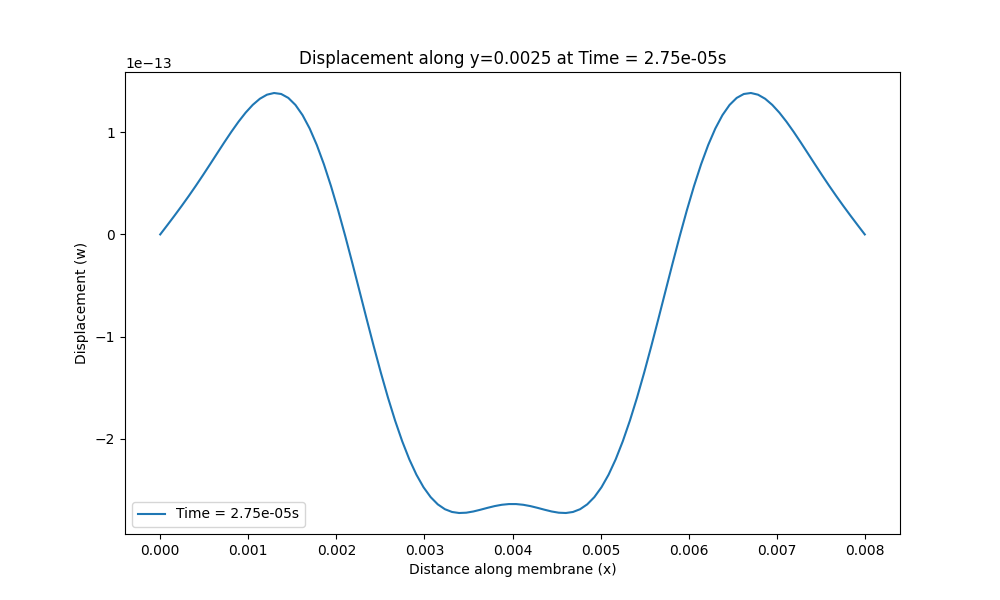 Displacement along y=0.0025 at Time = 2.75e-05s
1e−13
1
0
−1
−2
Displacement (w)
Time = 2.75e-05s
0.000 0.001 0.002 0.003 0.004 0.005 0.006 0.007 0.008
Distance along membrane (x)